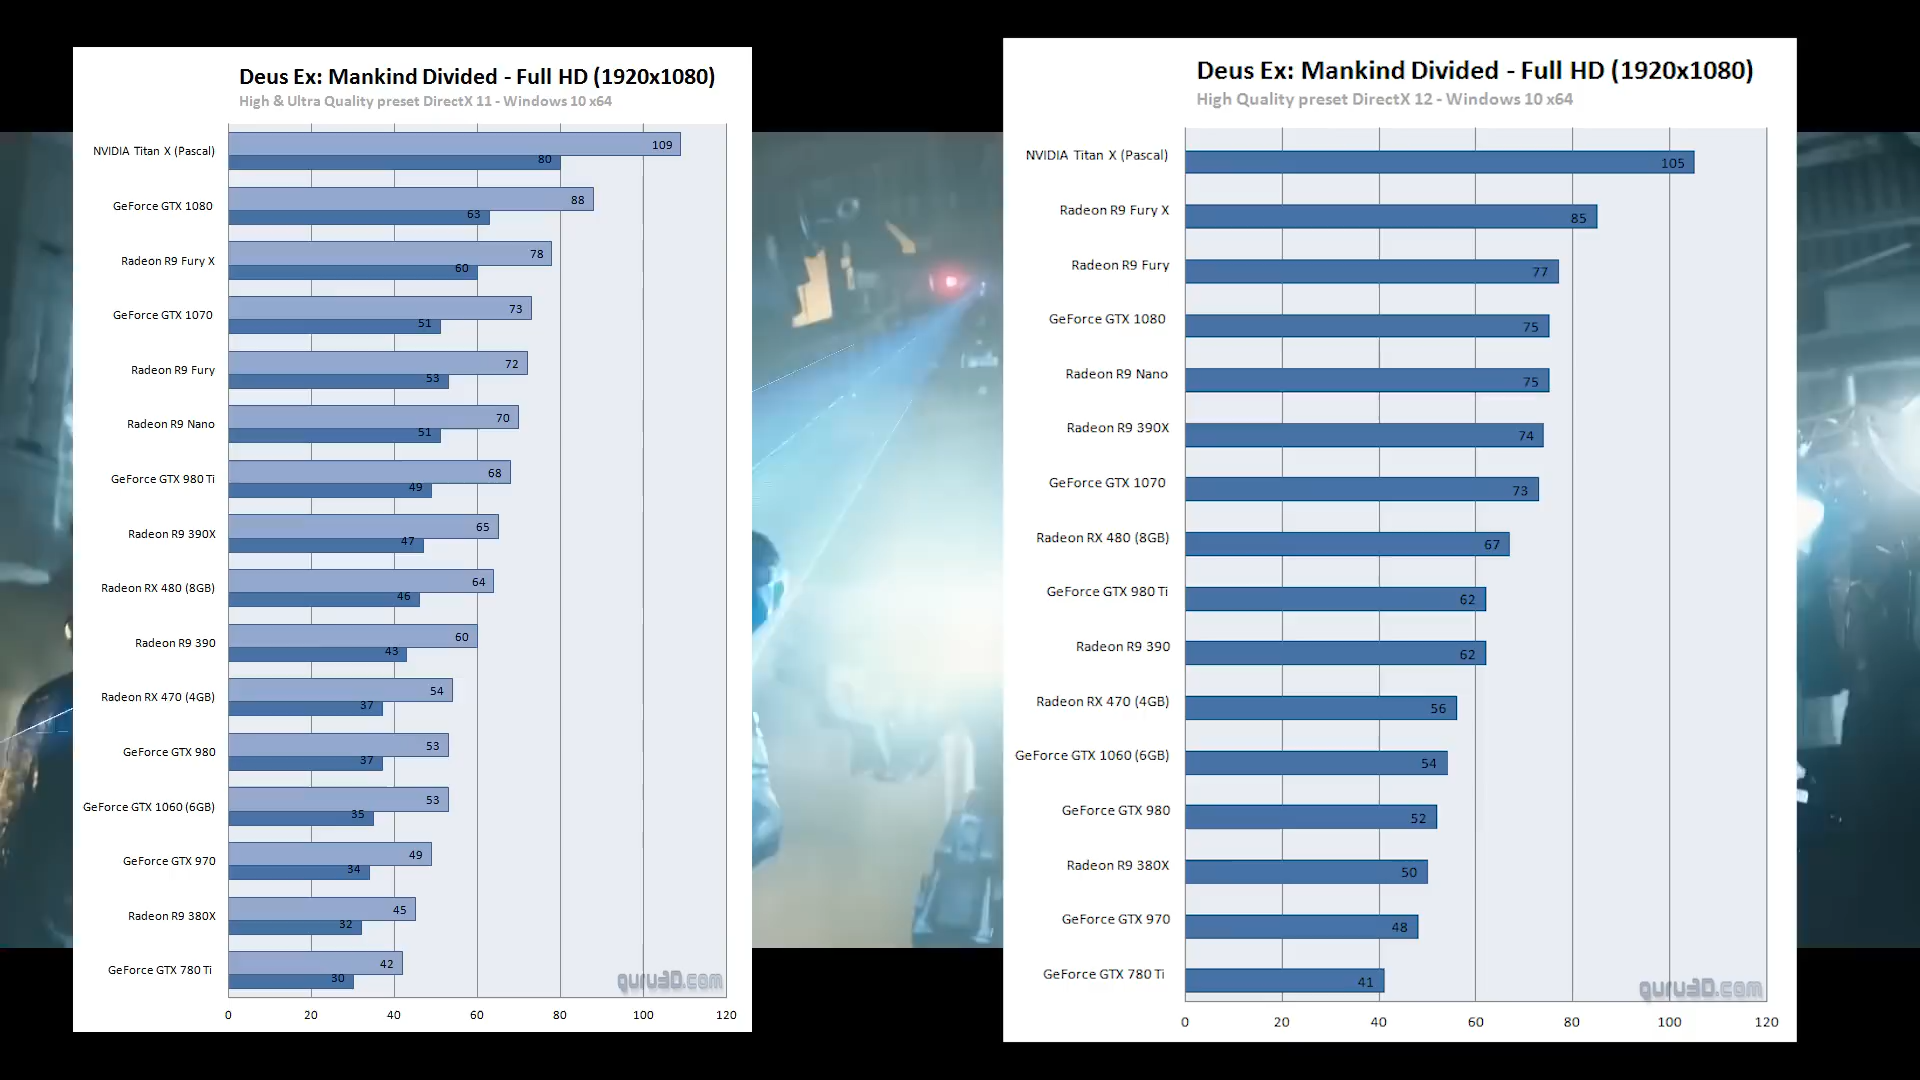 Deus Ex: Mankind Divided - Full HD (1920x1080)
High & Ultra Quality preset DirectX 11 - Windows 10 x64
NVIDIA Titan X (Pascal) 109 80
GeForce GTX 1080 88 63
Radeon R9 Fury X 78 60
GeForce GTX 1070 73 51
Radeon R9 Fury 72 53
Radeon R9 Nano 70 51
GeForce GTX 980 Ti 68 49
Radeon R9 390X 65 47
Radeon RX 480 (8GB) 64 46
Radeon R9 390 60 43
Radeon RX 470 (4GB) 54 37
GeForce GTX 980 53 37
GeForce GTX 1060 (6GB) 53 35
GeForce GTX 970 49 34
Radeon R9 380X 45 32
GeForce GTX 780 Ti 42 30
guru3D.com
0 20 40 60 80 100 120
Deus Ex: Mankind Divided - Full HD (1920x1080)
High Quality preset DirectX 12 - Windows 10 x64
NVIDIA Titan X (Pascal) 105
Radeon R9 Fury X 85
Radeon R9 Fury 77
GeForce GTX 1080 75
Radeon R9 Nano 75
Radeon R9 390X 74
GeForce GTX 1070 73
Radeon RX 480 (8GB) 67
GeForce GTX 980 Ti 62
Radeon R9 390 62
Radeon RX 470 (4GB) 56
GeForce GTX 1060 (6GB) 54
GeForce GTX 980 52
Radeon R9 380X 50
GeForce GTX 970 48
GeForce GTX 780 Ti 41
guru3D.com
0 20 40 60 80 100 120